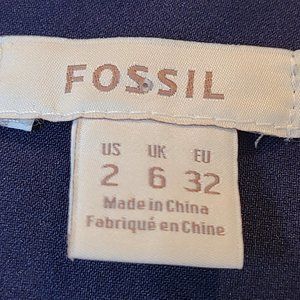 FOSSIL
US UK EU
2 6 32
Made in China
Fabriqué en Chine